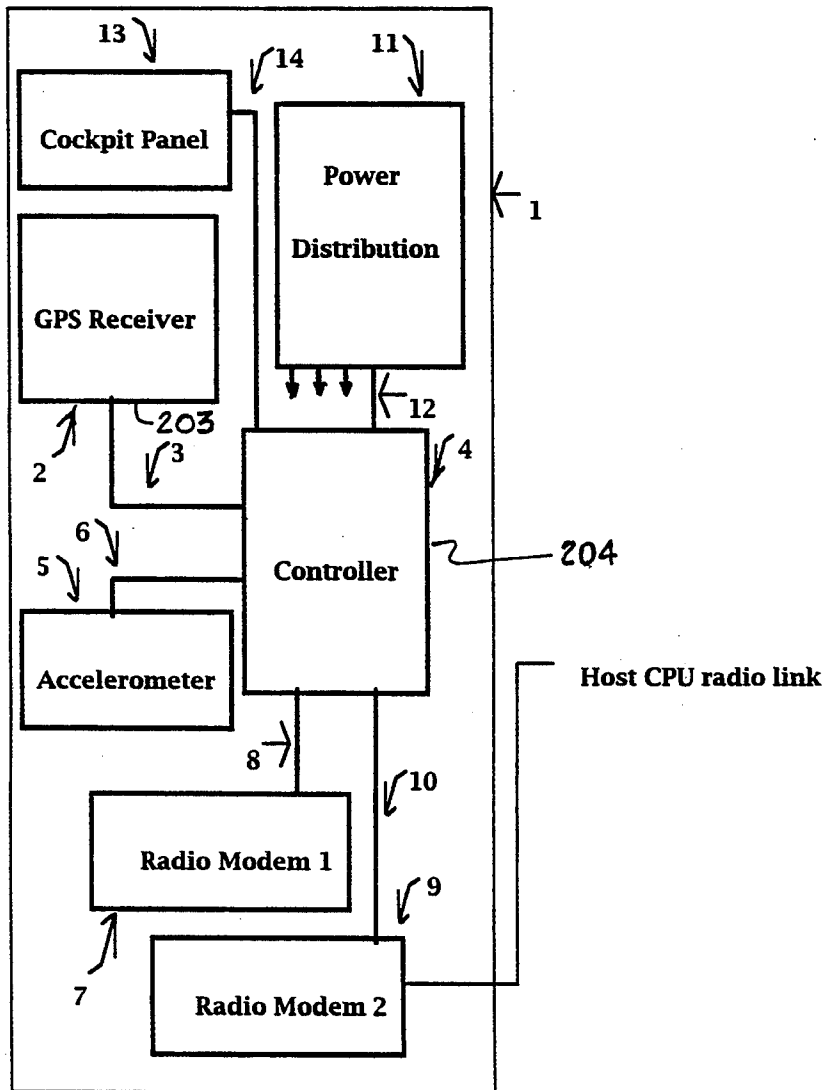 13
14
11
Cockpit Panel
Power
Distribution
1
GPS Receiver
12
203
2
3
4
6
5
Controller
204
Accelerometer
Host CPU radio link
8
10
Radio Modem 1
9
7
Radio Modem 2